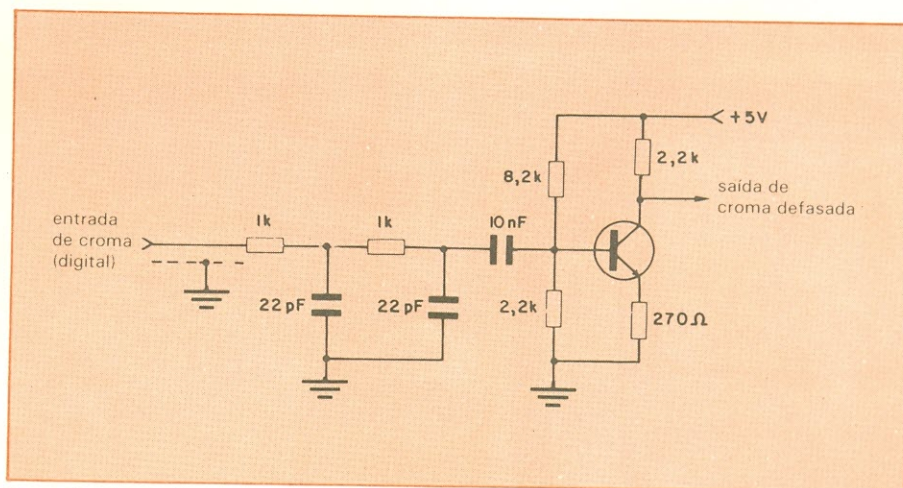 +5V
2,2k
8,2k
saída de
croma defasada
entrada
de croma
(digital)
1k
1k
10nF
22pF
22pF
2,2k
270Ω